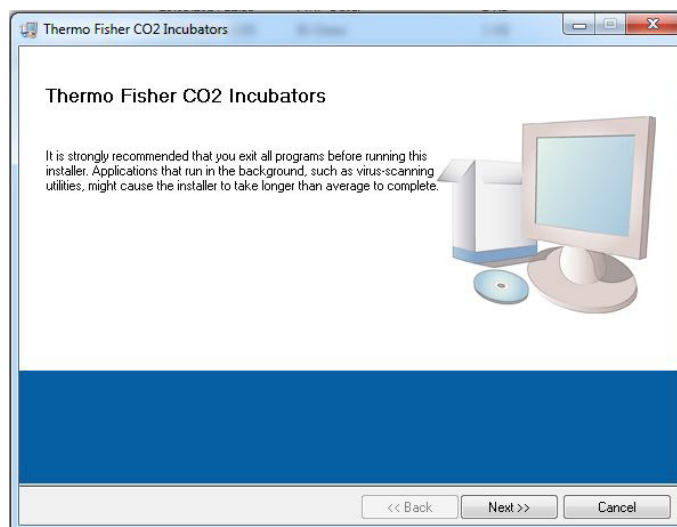 Thermo Fisher CO2 Incubators
Thermo Fisher CO2 Incubators
It is strongly recommended that you exit all programs before running this
installer. Applications that run in the background, such as virus-scanning
utilities, might cause the installer to take longer than average to complete.
<< Back Next >> Cancel